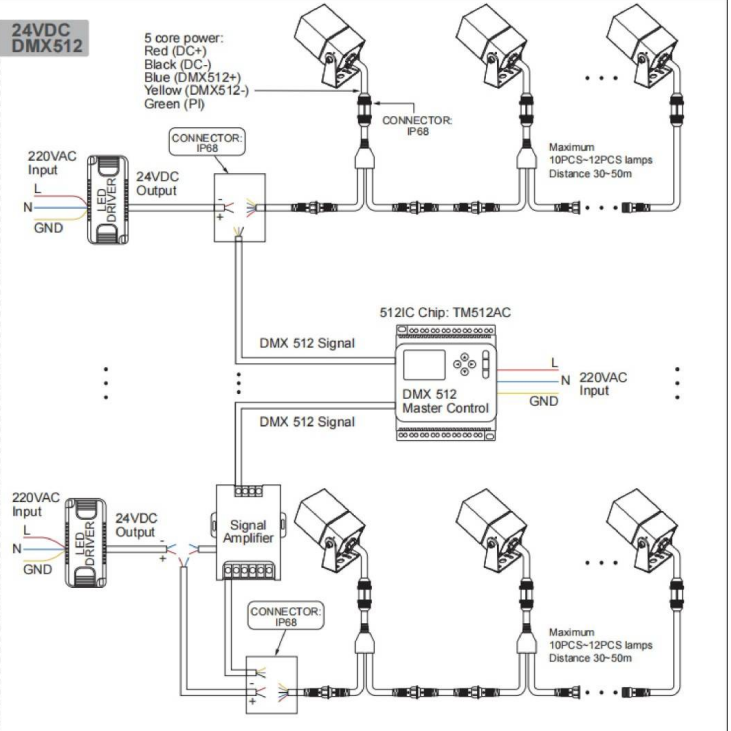 24VDC
DMX512
5 core power:
Red (DC+)
Black (DC-)
Blue (DMX512+)
Yellow (DMX512-)
Green (PI)
CONNECTOR:
IP68
CONNECTOR:
IP68
Maximum
10PCS~12PCS lamps
Distance 30~50m
220VAC
Input
L
N
GND
LED
DRIVER
24VDC
Output
-
+
512IC Chip: TM512AC
DMX 512 Signal
DMX 512
Master Control
L
N
GND
220VAC
Input
DMX 512 Signal
220VAC
Input
L
N
GND
LED
DRIVER
24VDC
Output
-
+
Signal
Amplifier
CONNECTOR:
IP68
-
+
Maximum
10PCS~12PCS lamps
Distance 30~50m